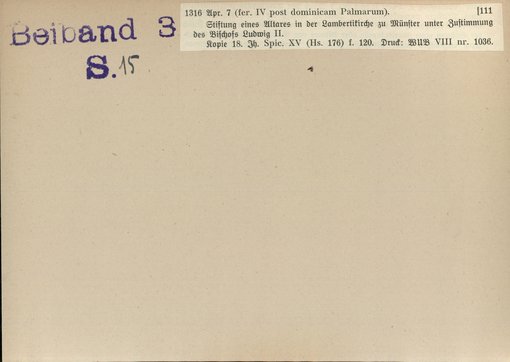 Beiband 3
S. 15
1316 Apr. 7 (fer. IV post dominicam Palmarum). [111
Stiftung eines Altares in der Lambertikirche zu Münster unter Zustimmung
des Bischofs Ludwig II.
Kopie 18. Jh. Spic. XV (Hs. 176) f. 120. Druck: WUB VIII nr. 1036.